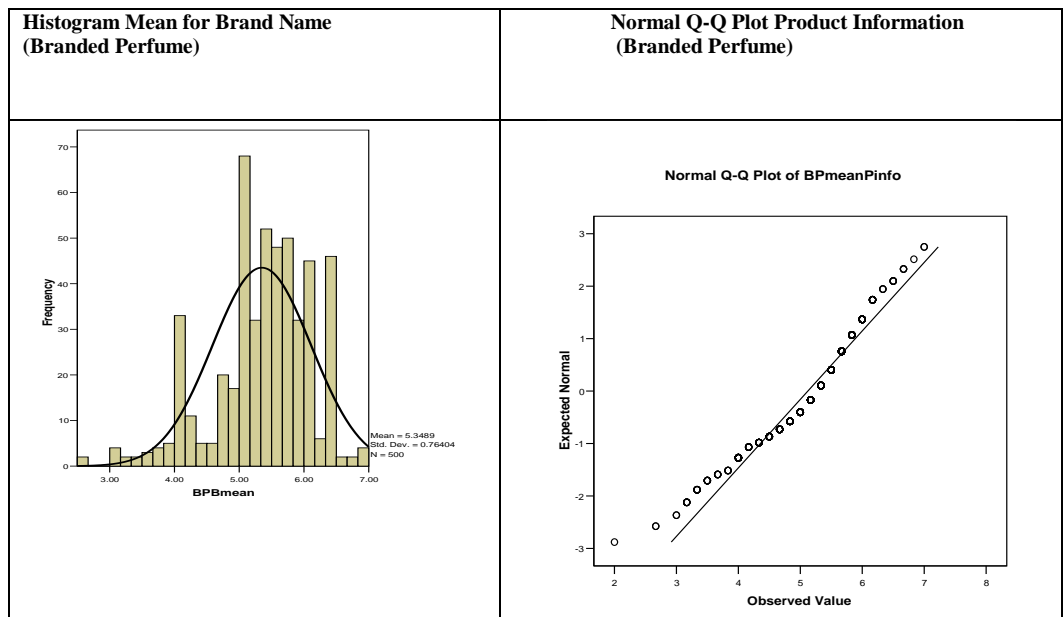 Histogram Mean for Brand Name
(Branded Perfume)
Normal Q-Q Plot Product Information
(Branded Perfume)
70
60
50
40
30
20
10
0
Frequency
3.00 4.00 5.00 6.00 7.00
BPBmean
Mean = 5.3489
Std. Dev. = 0.76404
N = 500
Normal Q-Q Plot of BPmeanPinfo
3
2
1
0
-1
-2
-3
Expected Normal
2 3 4 5 6 7 8
Observed Value